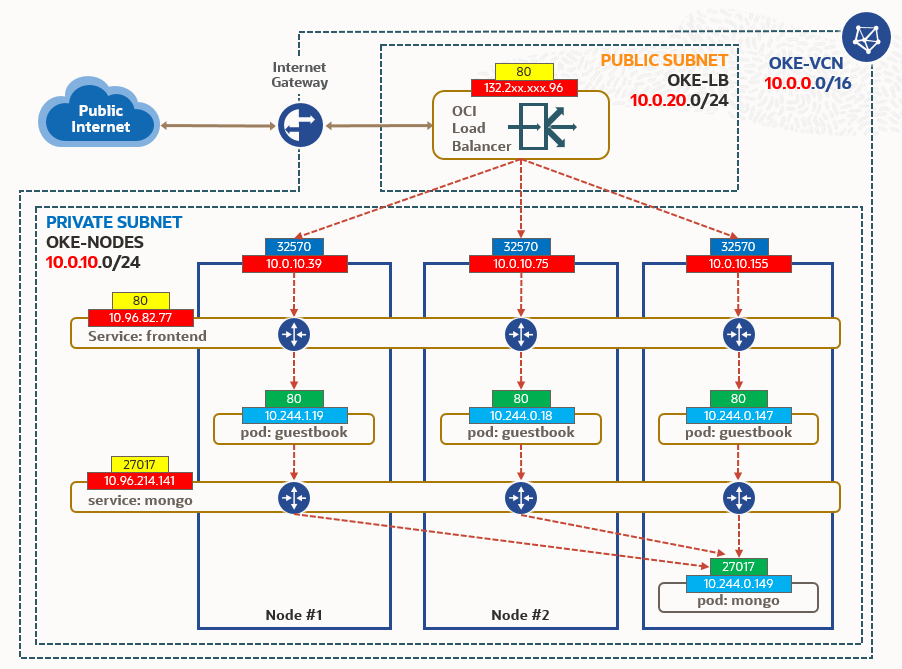 OKE-VCN
10.0.0.0/16
PUBLIC SUBNET
OKE-LB
10.0.20.0/24
Internet
Gateway
80
132.2xx.xxx.96
OCI
Load
Balancer
Public
Internet
PRIVATE SUBNET
OKE-NODES
10.0.10.0/24
32570
10.0.10.39
32570
10.0.10.75
32570
10.0.10.155
80
10.96.82.77
Service: frontend
80
10.244.1.19
pod: guestbook
80
10.244.0.18
pod: guestbook
80
10.244.0.147
pod: guestbook
27017
10.96.214.141
service: mongo
27017
10.244.0.149
pod: mongo
Node #1
Node #2